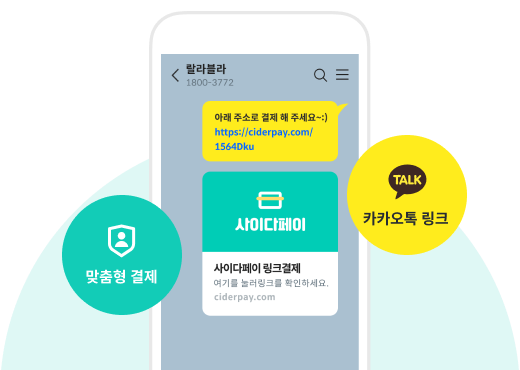 랄라블라
1800-3772
아래 주소로 결제 해 주세요~:)
https://ciderpay.com/
1564Dku
TALK
카카오톡 링크
사이다페이
맞춤형 결제
사이다페이 링크결제
여기를 눌러링크를 확인하세요.
ciderpay.com